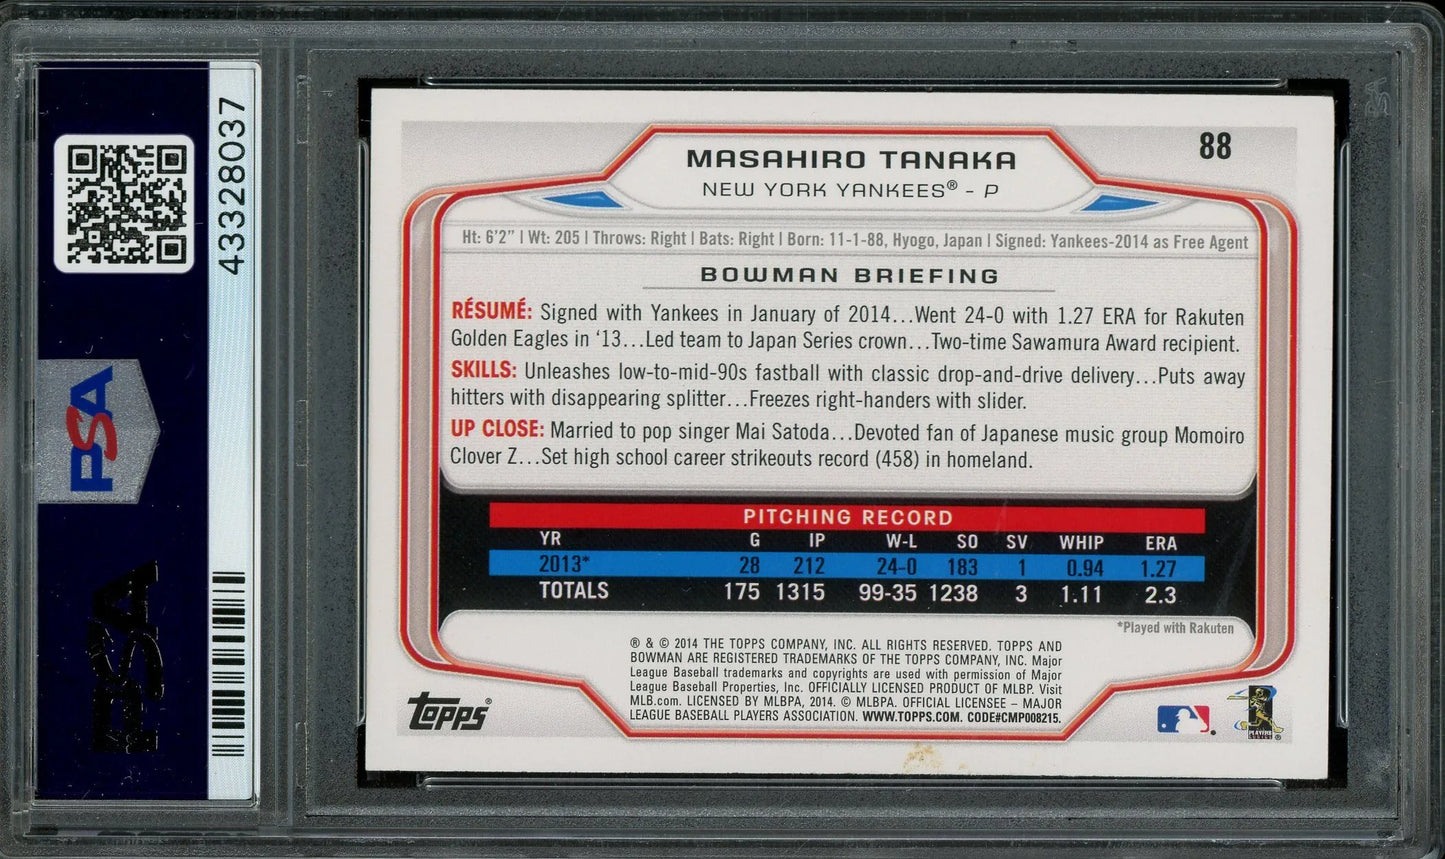 43328037
PSA
PSA
88
MASAHIRO TANAKA
NEW YORK YANKEES® - P
Ht: 6'2" | Wt: 205 | Throws: Right | Bats: Right | Born: 11-1-88, Hyogo, Japan | Signed: Yankees-2014 as Free Agent
BOWMAN BRIEFING
RÉSUMÉ: Signed with Yankees in January of 2014...Went 24-0 with 1.27 ERA for Rakuten
Golden Eagles in '13...Led team to Japan Series crown...Two-time Sawamura Award recipient.
SKILLS: Unleashes low-to-mid-90s fastball with classic drop-and-drive delivery...Puts away
hitters with disappearing splitter...Freezes right-handers with slider.
UP CLOSE: Married to pop singer Mai Satoda...Devoted fan of Japanese music group Momoiro
Clover Z...Set high school career strikeouts record (458) in homeland.
PITCHING RECORD
YR G IP W-L SO SV WHIP ERA
2013* 28 212 24-0 183 1 0.94 1.27
TOTALS 175 1315 99-35 1238 3 1.11 2.3
*Played with Rakuten
® & © 2014 THE TOPPS COMPANY, INC. ALL RIGHTS RESERVED. TOPPS AND
BOWMAN ARE REGISTERED TRADEMARKS OF THE TOPPS COMPANY, INC. Major
League Baseball trademarks and copyrights are used with permission of Major
League Baseball Properties, Inc. OFFICIALLY LICENSED PRODUCT OF MLBP. Visit
MLB.com. LICENSED BY MLBPA, 2014. © MLBPA. OFFICIAL LICENSEE – MAJOR
LEAGUE BASEBALL PLAYERS ASSOCIATION. WWW.TOPPS.COM. CODE#CMP008215.
Topps®
PLAYERS
CHOICE ®